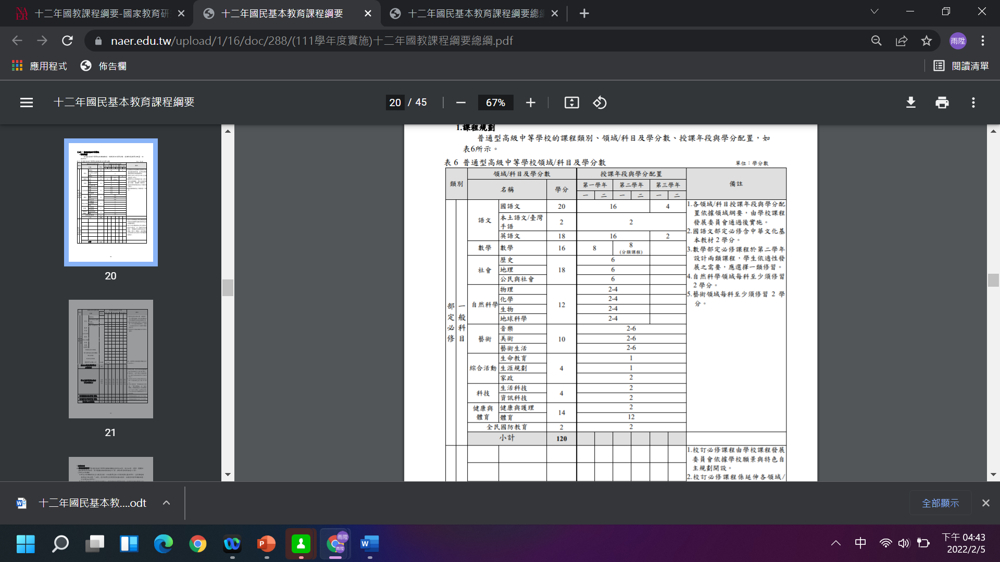 十二年國教課程綱要-國家教育研
十二年國民基本教育課程綱要
十二年國民基本教育課程綱要總綱
naer.edu.tw/upload/1/16/doc/288/(111學年度實施)十二年國教課程綱要總綱.pdf
雨陞
應用程式
佈告欄
閱讀清單
十二年國民基本教育課程綱要
20 / 45
67%
20
21
1.課程規劃
普通型高級中等學校的課程類別、領域/科目及學分數、授課年段與學分配置,如
表6所示。
表 6 普通型高級中等學校領域/科目及學分數
單位:學分數
類別 領域/科目及學分數 授課年段與學分配置 備註
名稱 學分 第一學年 第二學年 第三學年
一 二 一 二 一 二
部定必修
一般科目
語文 國語文 20 16 4
本土語文/臺灣手語 2 2
英語文 18 16 2
數學 數學 16 8 8
(分類課程)
社會 18
歷史 6
地理 6
公民與社會 6
自然科學 12
物理 2-4
化學 2-4
生物 2-4
地球科學 2-4
藝術 10
音樂 2-6
美術 2-6
藝術生活 2-6
綜合活動 4
生命教育 1
生涯規劃 1
家政 2
科技 4
生活科技 2
資訊科技 2
健康與體育 14
健康與護理 2
體育 12
全民國防教育 2 2
小計 120
1.各領域/科目授課年段與學分配
置依據領域綱要,由學校課程
發展委員會通過後實施。
2.國語文部定必修含中華文化基
本教材 2 學分。
3.數學部定必修課程於第二學年
設計兩類課程,學生依適性發
展之需要,應選擇一類修習。
4.自然科學領域每科至少須修習
2 學分。
5.藝術領域每科至少須修習 2 學
分。
1.校訂必修課程由學校課程發展
委員會依據學校願景與特色自
主規劃開設。
2.校訂必修課程係延伸各領域/
十二年國民基本教....odt
全部顯示
中
下午 04:43
2022/2/5